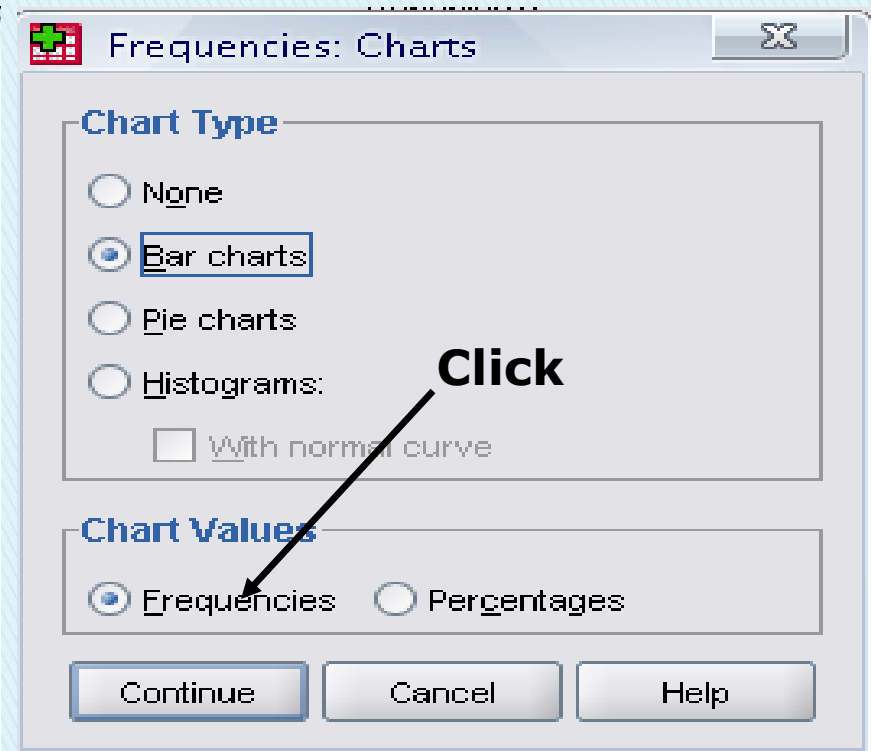 Frequencies: Charts
Chart Type
None
Bar charts
Pie charts
Histograms:
Click
With normal curve
Chart Values
Frequencies Percentages
Continue Cancel Help